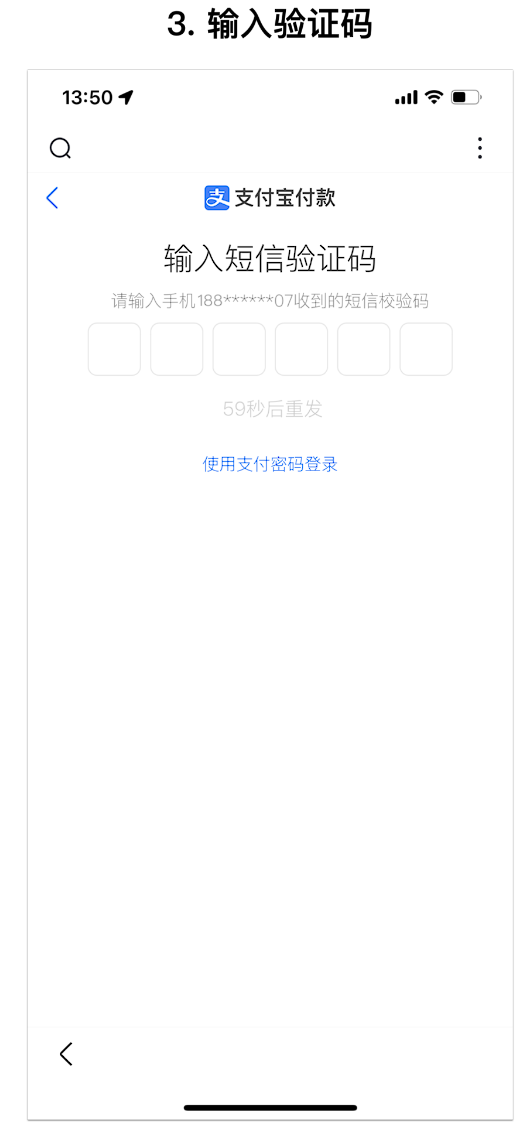 3. 输入验证码
13:50
支付宝付款
输入短信验证码
请输入手机188******07收到的短信校验码
59秒后重发
使用支付密码登录